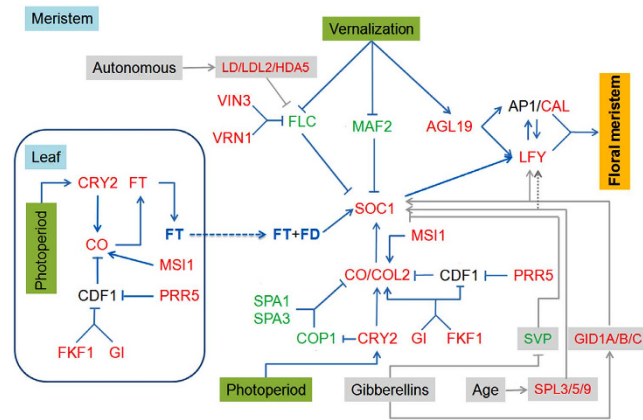 Meristem
Vernalization
Autonomous
LD/LDL2/HDA5
VIN3
VRN1
FLC
MAF2
AGL19
AP1/CAL
LFY
Floral meristem
Leaf
CRY2 FT
Photoperiod
CO
FT
FT+FD
SOC1
MSI1
MSI1
CDF1
PRR5
FKF1 GI
CO/COL2
CDF1
PRR5
SPA1
SPA3
COP1
CRY2
GI
FKF1
SVP
GID1A/B/C
Photoperiod
Gibberellins
Age
SPL3/5/9